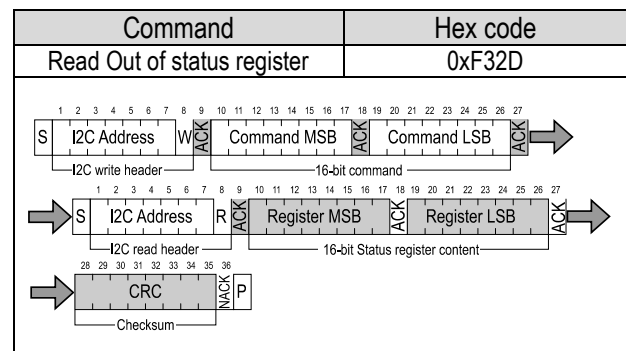 Command Hex code
Read Out of status register 0xF32D
1 2 3 4 5 6 7 8 9 10 11 12 13 14 15 16 17 18 19 20 21 22 23 24 25 26 27
S I2C Address W ACK Command MSB ACK Command LSB ACK
I2C write header 16-bit command
1 2 3 4 5 6 7 8 9 10 11 12 13 14 15 16 17 18 19 20 21 22 23 24 25 26 27
S I2C Address R ACK Register MSB ACK Register LSB ACK
I2C read header 16-bit Status register content
28 29 30 31 32 33 34 35 36
CRC NACK P
Checksum